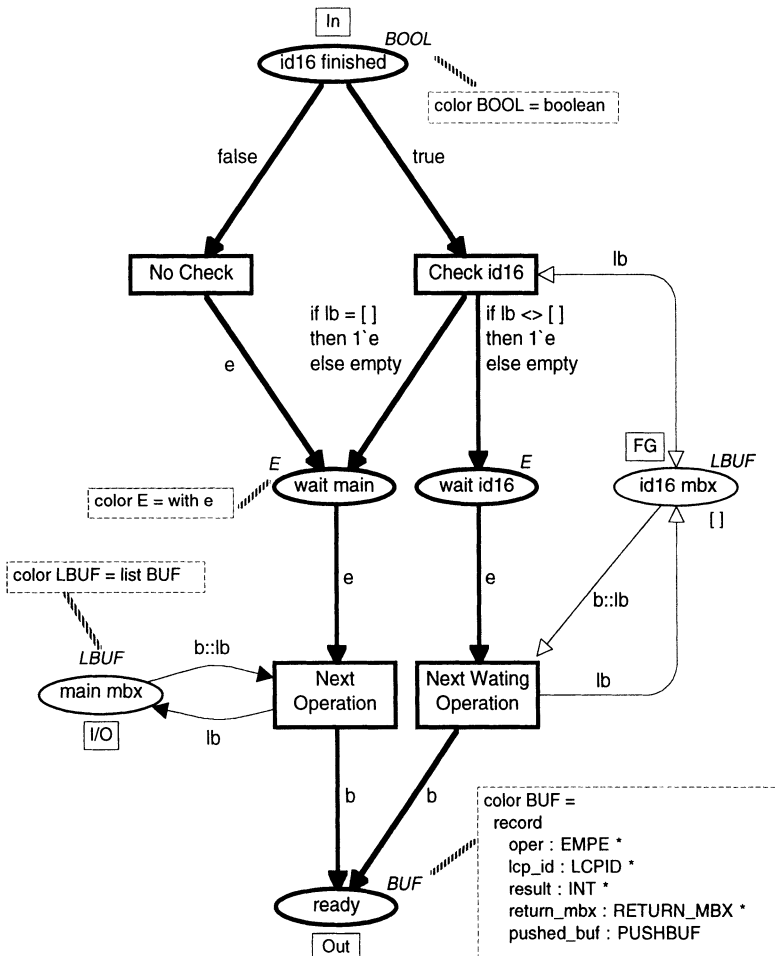 In
BOOL
id16 finished
color BOOL = boolean
false
true
No Check
Check id16
lb
if lb = [ ]
then 1`e
else empty
if lb <> [ ]
then 1`e
else empty
e
FG
E
E
LBUF
wait main
wait id16
id16 mbx
color E = with e
[ ]
color LBUF = list BUF
e
e
b::lb
b::lb
LBUF
main mbx
Next
Operation
Next Wating
Operation
lb
I/O
lb
b
b
color BUF =
record
oper : EMPE *
lcp_id : LCPID *
result : INT *
return_mbx : RETURN_MBX *
pushed_buf : PUSHBUF
BUF
ready
Out